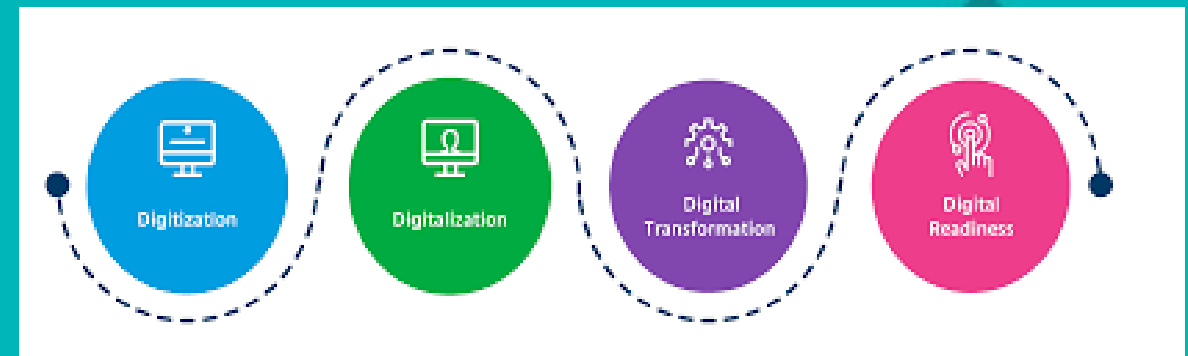 Digitization
Digitalization
Digital
Transformation
Digital
Readiness